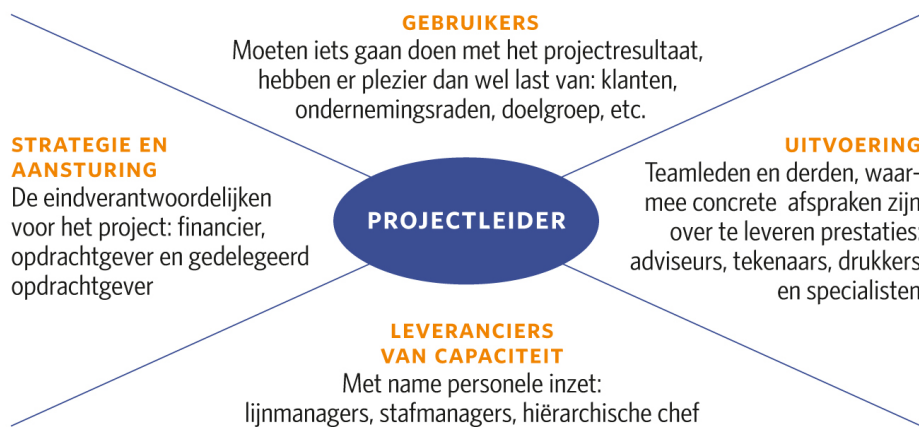 GEBRUIKERS
Moeten iets gaan doen met het projectresultaat,
hebben er plezier dan wel last van: klanten,
ondernemingsraden, doelgroep, etc.
STRATEGIE EN
AANSTURING
De eindverantwoordelijken
voor het project: financier,
opdrachtgever en gedelegeerd
opdrachtgever
PROJECTLEIDER
UITVOERING
Teamleden en derden, waar-
mee concrete afspraken zijn
over te leveren prestaties:
adviseurs, tekenaars, drukkers
en specialisten
LEVERANCIERS
VAN CAPACITEIT
Met name personele inzet:
lijnmanagers, stafmanagers, hiërarchische chef